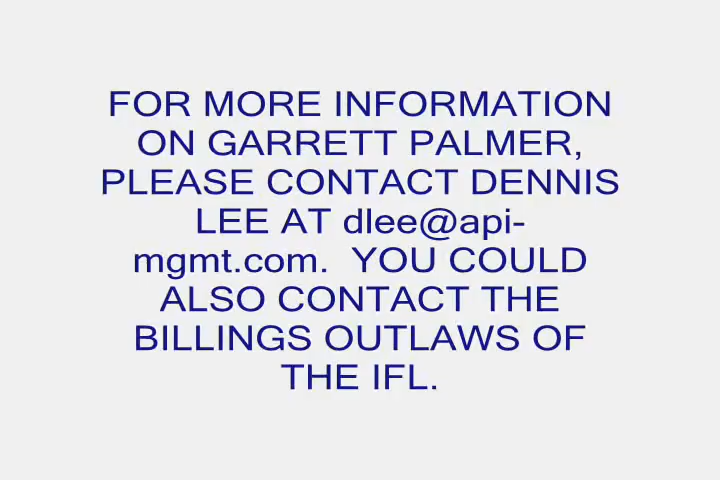 FOR MORE INFORMATION
ON GARRETT PALMER,
PLEASE CONTACT DENNIS
LEE AT dlee@api-
mgmt.com.  YOU COULD
ALSO CONTACT THE
BILLINGS OUTLAWS OF
THE IFL.